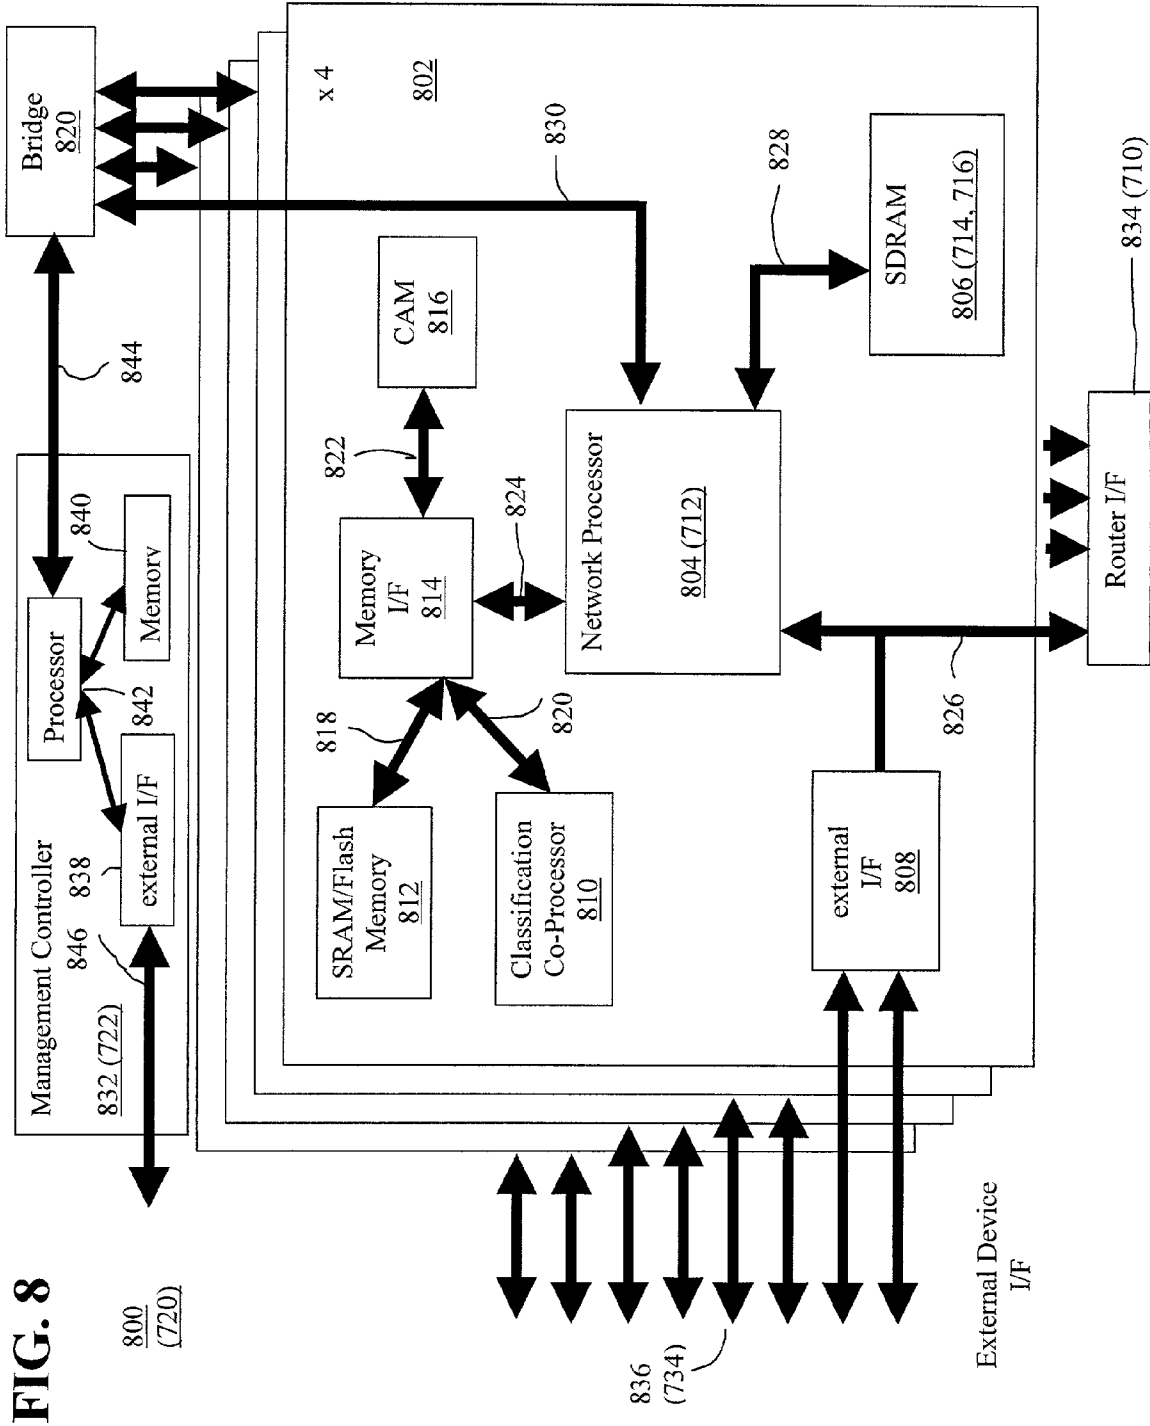 FIG. 8
800
(720)
Management Controller
832 (722)
846
838
external I/F
Processor
842
840
Memory
844
Bridge
820
x 4
802
SRAM/Flash
Memory
812
818
Classification
Co-Processor
810
820
Memory
I/F
814
822
CAM
816
824
Network Processor
804 (712)
830
828
SDRAM
806 (714, 716)
external
I/F
808
826
Router I/F
834 (710)
836
(734)
External Device
I/F